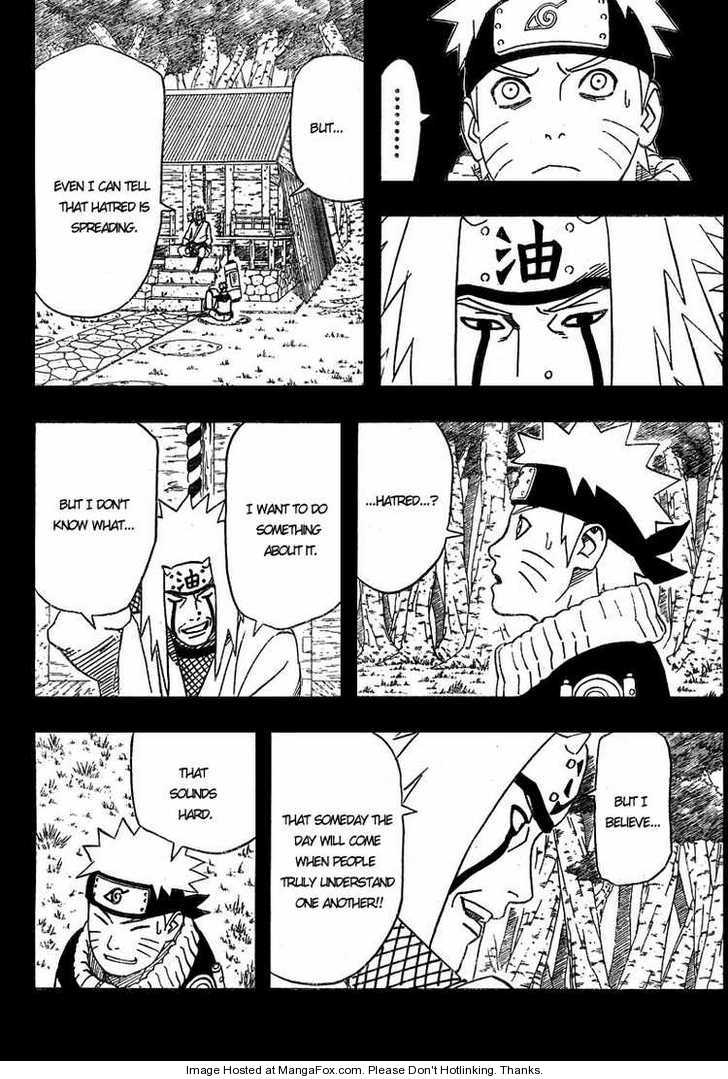 ........
油
BUT...
EVEN I CAN TELL
THAT HATRED IS
SPREADING.
...HATRED...?
I WANT TO DO
SOMETHING
ABOUT IT.
油
BUT I DON'T
KNOW WHAT...
BUT I
BELIEVE...
THAT SOMEDAY THE
DAY WILL COME
WHEN PEOPLE
TRULY UNDERSTAND
ONE ANOTHER!!
THAT
SOUNDS
HARD.
Image Hosted at MangaFox.com. Please Don't Hotlinking. Thanks.